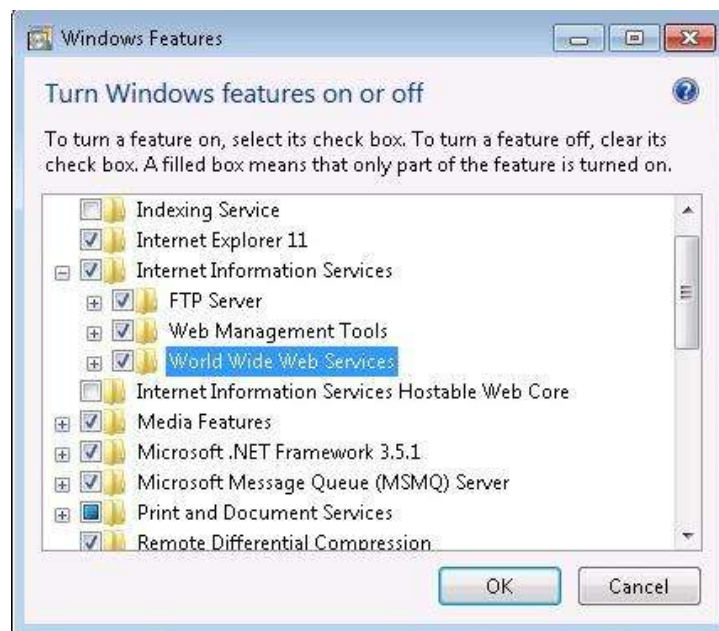 Windows Features
Turn Windows features on or off
To turn a feature on, select its check box. To turn a feature off, clear its
check box. A filled box means that only part of the feature is turned on.
Indexing Service
Internet Explorer 11
Internet Information Services
FTP Server
Web Management Tools
World Wide Web Services
Internet Information Services Hostable Web Core
Media Features
Microsoft .NET Framework 3.5.1
Microsoft Message Queue (MSMQ) Server
Print and Document Services
Remote Differential Compression
OK Cancel